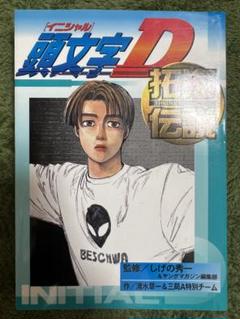 [イニシャル]
頭文字D
拓海
伝説
BESCHWA
監修／しげの秀一
&ヤングマガジン編集部
作／清水草一&三局A特別チーム
INITIAL D